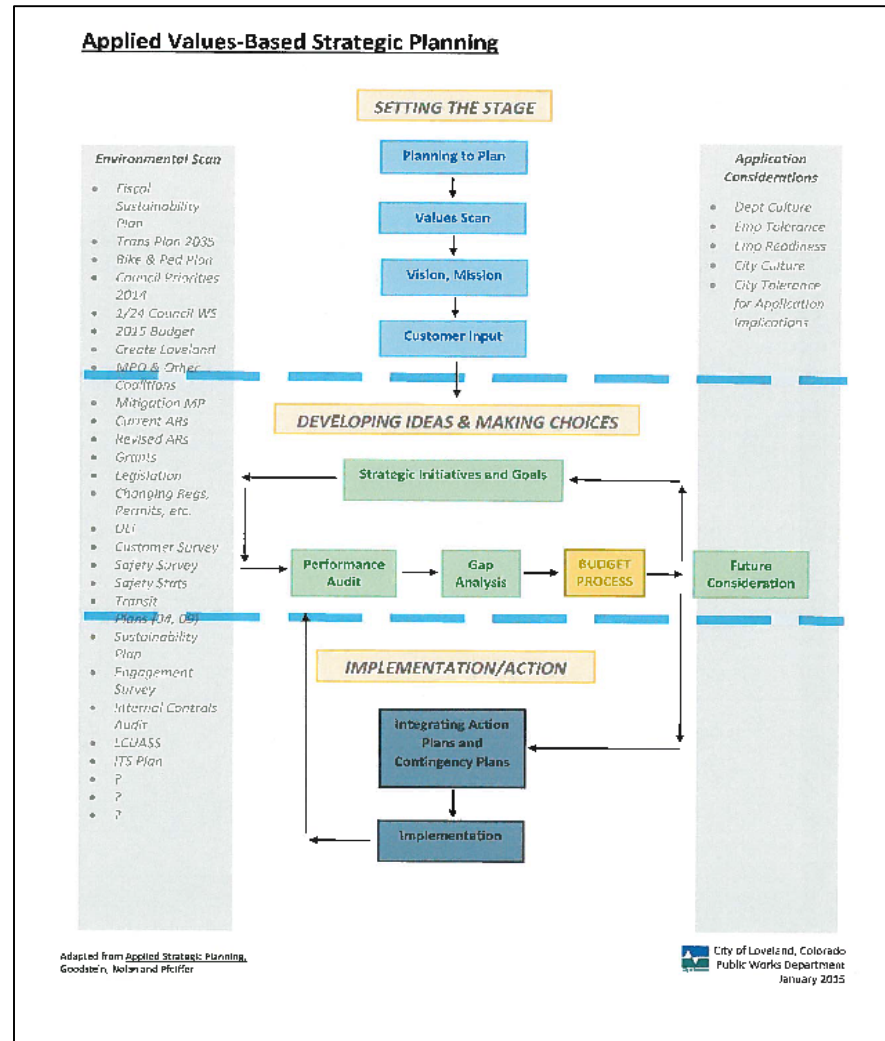 Applied Values-Based Strategic Planning
SETTING THE STAGE
Environmental Scan
• Fiscal
Sustainability
Plan
• Trans Plan 2035
• Bike & Ped Plan
• Council Priorities
2014
• 1/24 Council WS
• 2015 Budget
• Create Loveland
• MPO & Other
Coalitions
• Mitigation MP
• Current ARs
• Revised ARs
• Grants
• Legislation
• Changing Regs,
Permits, etc.
• Customer Survey
• Safety Survey
• Safety Stats
• Transit
Plans (04, 09)
• Sustainability
Plan
• Engagement
Survey
• Internal Controls
Audit
• LCUASS
• ITS Plan
• ?
• ?
• ?
Planning to Plan
Values Scan
Vision, Mission
Customer Input
Application
Considerations
• Dept Culture
• Emp Tolerance
• Emp Readiness
• City Culture
• City Tolerance
for Application
Implications
DEVELOPING IDEAS & MAKING CHOICES
Strategic Initiatives and Goals
Performance
Audit
Gap
Analysis
BUDGET
PROCESS
Future
Consideration
IMPLEMENTATION/ACTION
Integrating Action
Plans and
Contingency Plans
Implementation
Adapted from Applied Strategic Planning,
Goodstein, Nolan and Pfeiffer
City of Loveland, Colorado
Public Works Department
January 2015